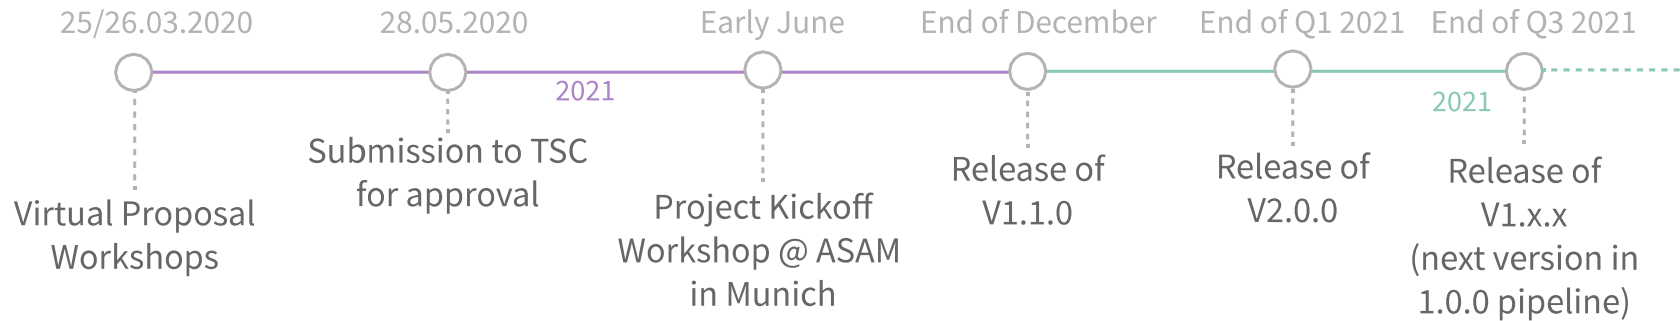 25/26.03.2020
28.05.2020
Early June
End of December
End of Q1 2021
End of Q3 2021
2021
2021
Virtual Proposal
Workshops
Submission to TSC
for approval
Project Kickoff
Workshop @ ASAM
in Munich
Release of
V1.1.0
Release of
V2.0.0
Release of
V1.x.x
(next version in
1.0.0 pipeline)